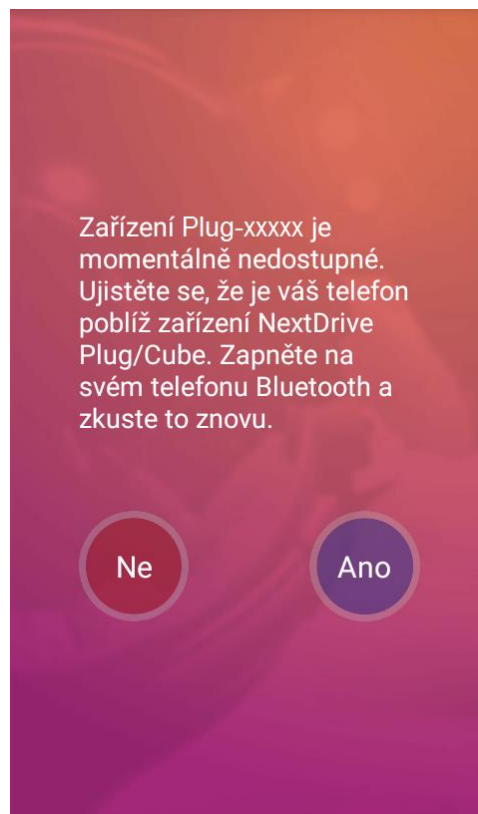 Zařízení Plug-xxxxx je
momentálně nedostupné.
Ujistěte se, že je váš telefon
poblíž zařízení NextDrive
Plug/Cube. Zapněte na
svém telefonu Bluetooth a
zkuste to znovu.
Ne
Ano